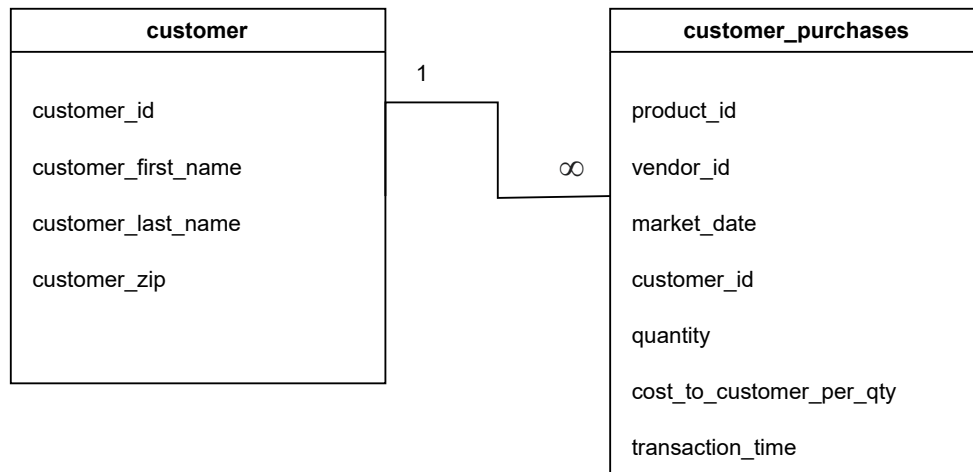 customer
customer_id
customer_first_name
customer_last_name
customer_zip
1
∞
customer_purchases
product_id
vendor_id
market_date
customer_id
quantity
cost_to_customer_per_qty
transaction_time